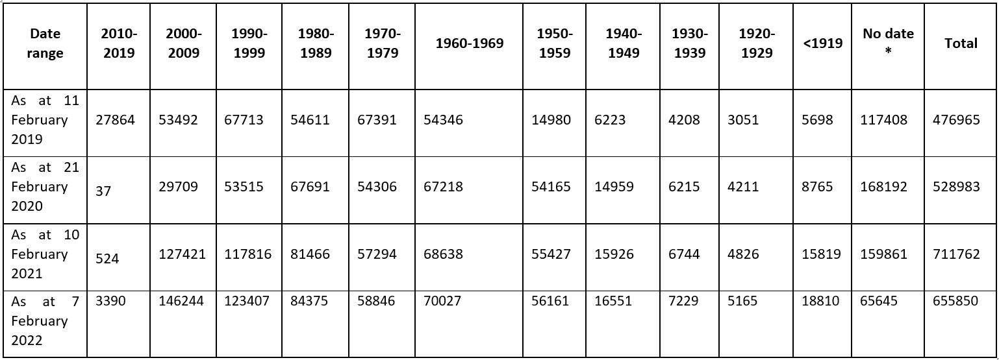 Date range 2010-2019 2000-2009 1990-1999 1980-1989 1970-1979 1960-1969 1950-1959 1940-1949 1930-1939 1920-1929 <1919 No date * Total
As at 11 February 2019 27864 53492 67713 54611 67391 54346 14980 6223 4208 3051 5698 117408 476965
As at 21 February 2020 37 29709 53515 67691 54306 67218 54165 14959 6215 4211 8765 168192 528983
As at 10 February 2021 524 127421 117816 81466 57294 68638 55427 15926 6744 4826 15819 159861 711762
As at 7 February 2022 3390 146244 123407 84375 58846 70027 56161 16551 7229 5165 18810 65645 655850